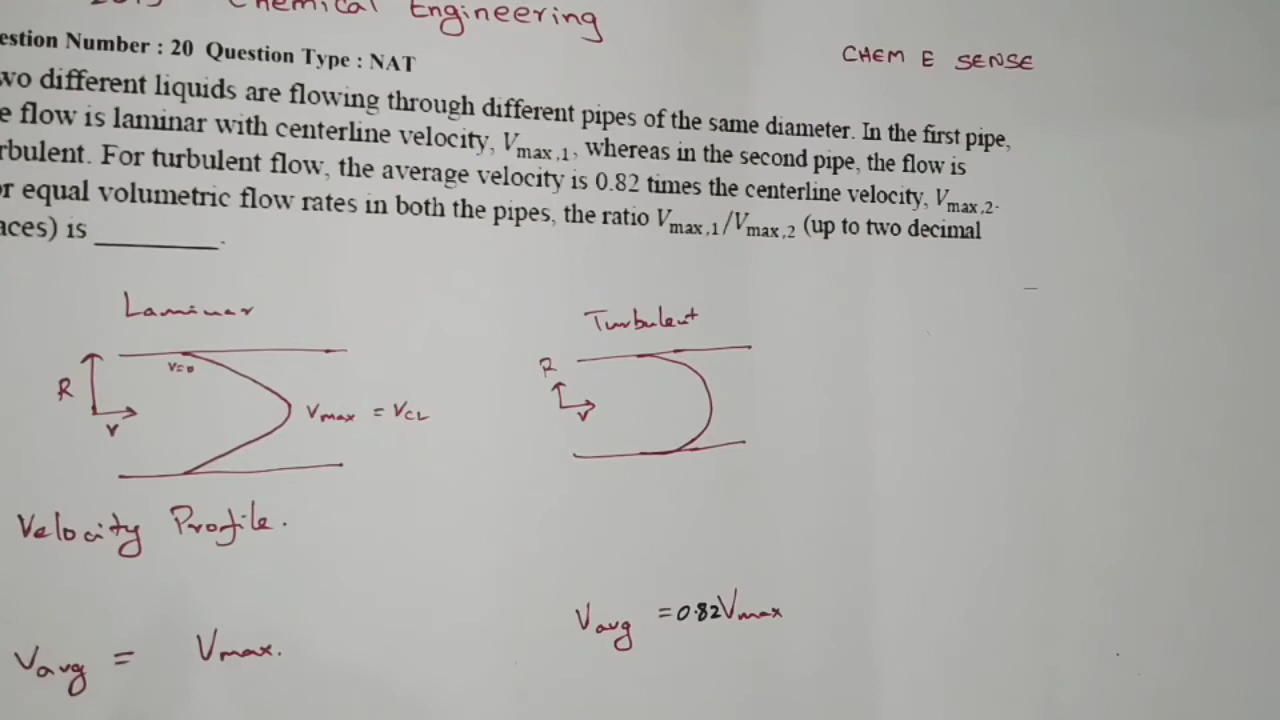 Chemical Engineering
CHEM E SENSE
Question Number : 20 Question Type : NAT
wo different liquids are flowing through different pipes of the same diameter. In the first pipe,
e flow is laminar with centerline velocity, Vmax,1, whereas in the second pipe, the flow is
rbulent. For turbulent flow, the average velocity is 0.82 times the centerline velocity, Vmax,2.
or equal volumetric flow rates in both the pipes, the ratio Vmax,1/Vmax,2 (up to two decimal
aces) is ________.
Laminar
Turbulent
V=0
R
R
Vmax = VCL
r
r
Velocity Profile.
Vavg = 0.82Vmax
Vavg = Vmax.